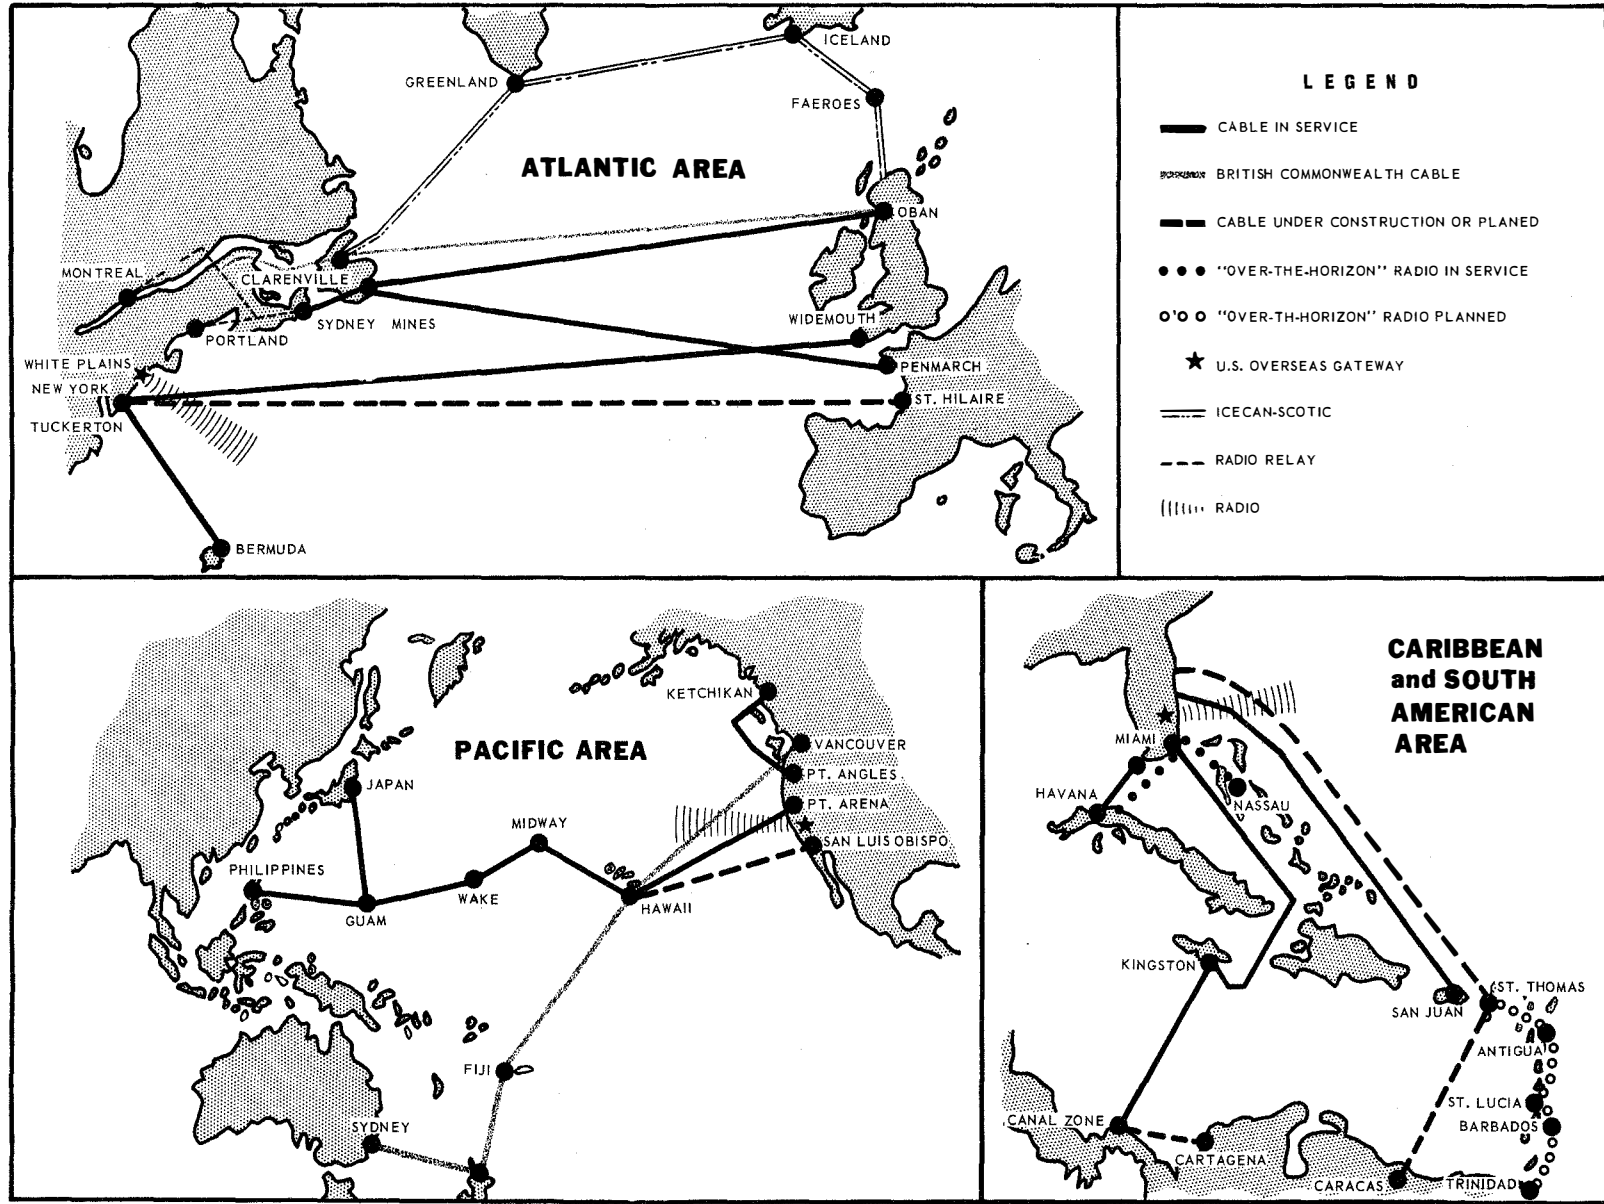 ICELAND
GREENLAND
FAEROES
ATLANTIC AREA
OBAN
MONTREAL
CLARENVILLE
WIDEMOUTH
SYDNEY MINES
PORTLAND
WHITE PLAINS
PENMARCH
NEW YORK
ST. HILAIRE
TUCKERTON
BERMUDA
LEGEND
CABLE IN SERVICE
BRITISH COMMONWEALTH CABLE
CABLE UNDER CONSTRUCTION OR PLANED
"OVER-THE-HORIZON" RADIO IN SERVICE
"OVER-TH-HORIZON" RADIO PLANNED
U.S. OVERSEAS GATEWAY
ICECAN-SCOTIC
RADIO RELAY
RADIO
KETCHIKAN
PACIFIC AREA
VANCOUVER
PT. ANGLES
JAPAN
PT. ARENA
MIDWAY
SAN LUIS OBISPO
PHILIPPINES
WAKE
HAWAII
GUAM
FIJI
SYDNEY
CARIBBEAN
and SOUTH
AMERICAN
AREA
MIAMI
HAVANA
NASSAU
KINGSTON
ST. THOMAS
SAN JUAN
ANTIGUA
ST. LUCIA
CANAL ZONE
BARBADOS
CARTAGENA
CARACAS
TRINIDAD